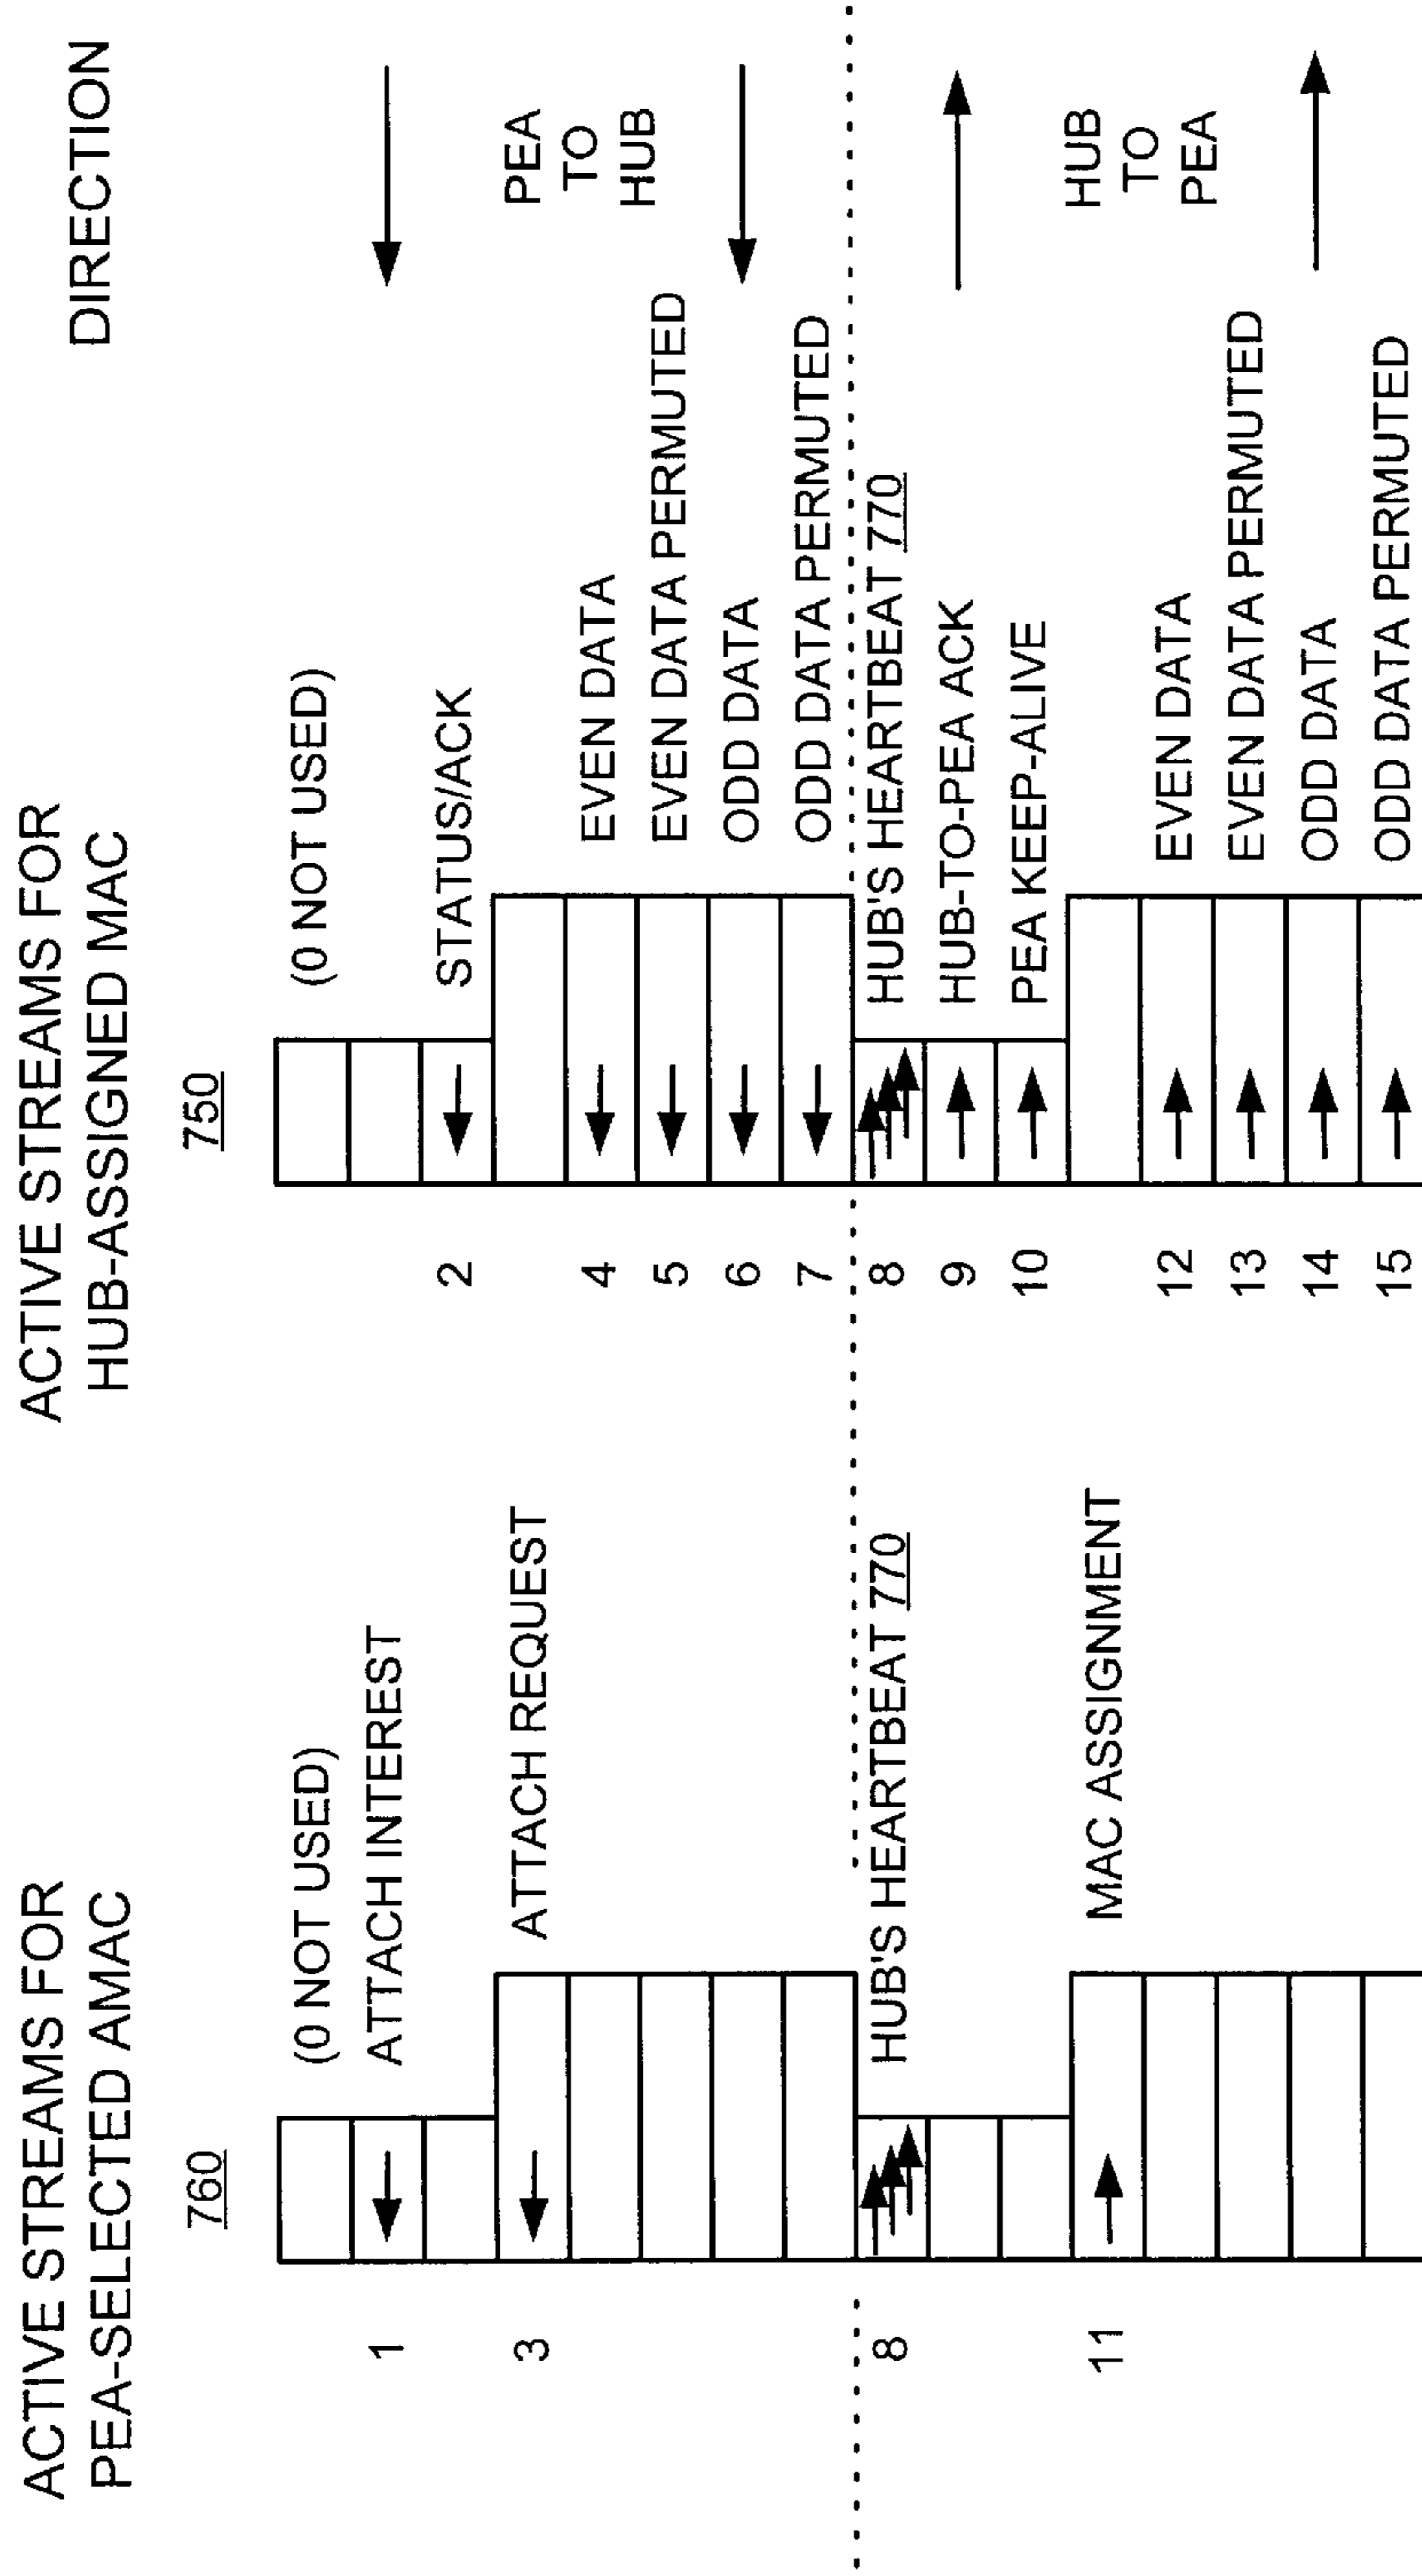 ACTIVE STREAMS FOR
PEA-SELECTED AMAC
760
(0 NOT USED)
1
ATTACH INTEREST
3
ATTACH REQUEST
8
HUB'S HEARTBEAT 770
11
MAC ASSIGNMENT
ACTIVE STREAMS FOR
HUB-ASSIGNED MAC
750
(0 NOT USED)
2
STATUS/ACK
4
EVEN DATA
5
EVEN DATA PERMUTED
6
ODD DATA
7
ODD DATA PERMUTED
8
HUB'S HEARTBEAT 770
9
HUB-TO-PEA ACK
10
PEA KEEP-ALIVE
12
EVEN DATA
13
EVEN DATA PERMUTED
14
ODD DATA
15
ODD DATA PERMUTED
DIRECTION
PEA
TO
HUB
HUB
TO
PEA